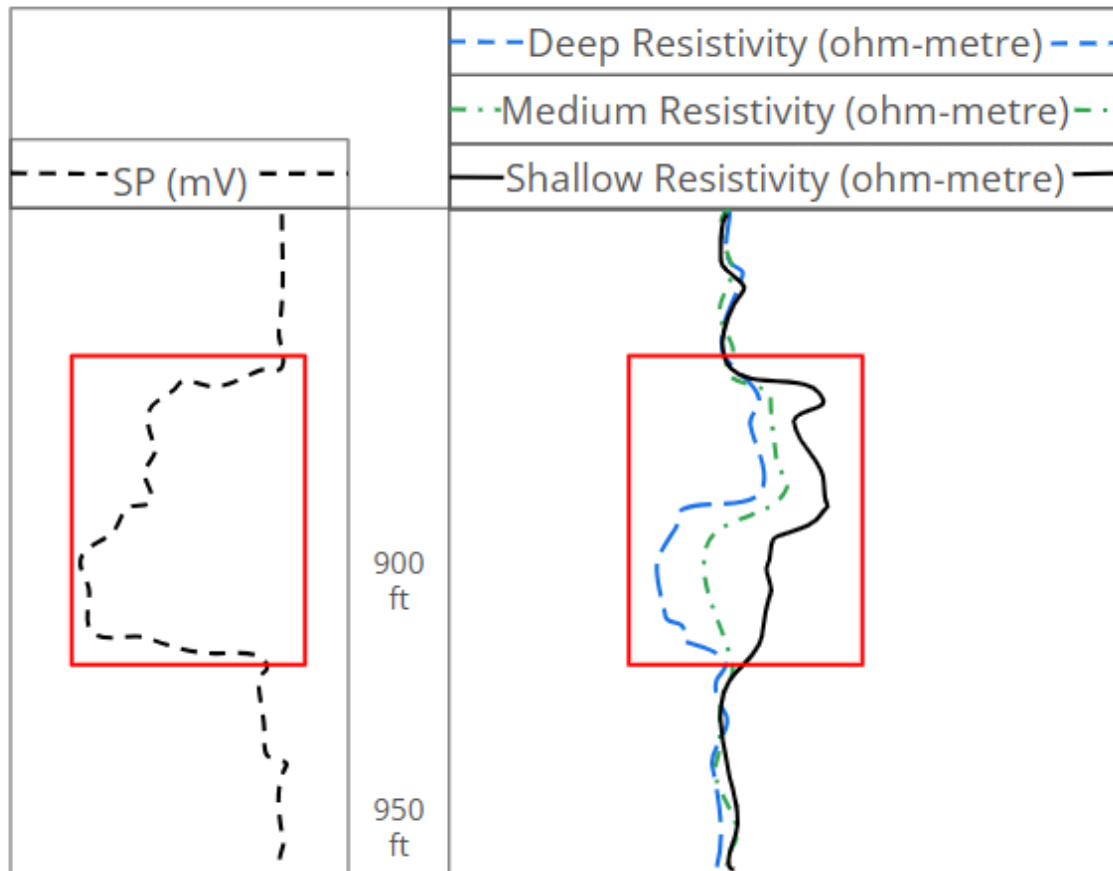 Deep Resistivity (ohm-metre)
Medium Resistivity (ohm-metre)
SP (mV)
Shallow Resistivity (ohm-metre)
900
ft
950
ft